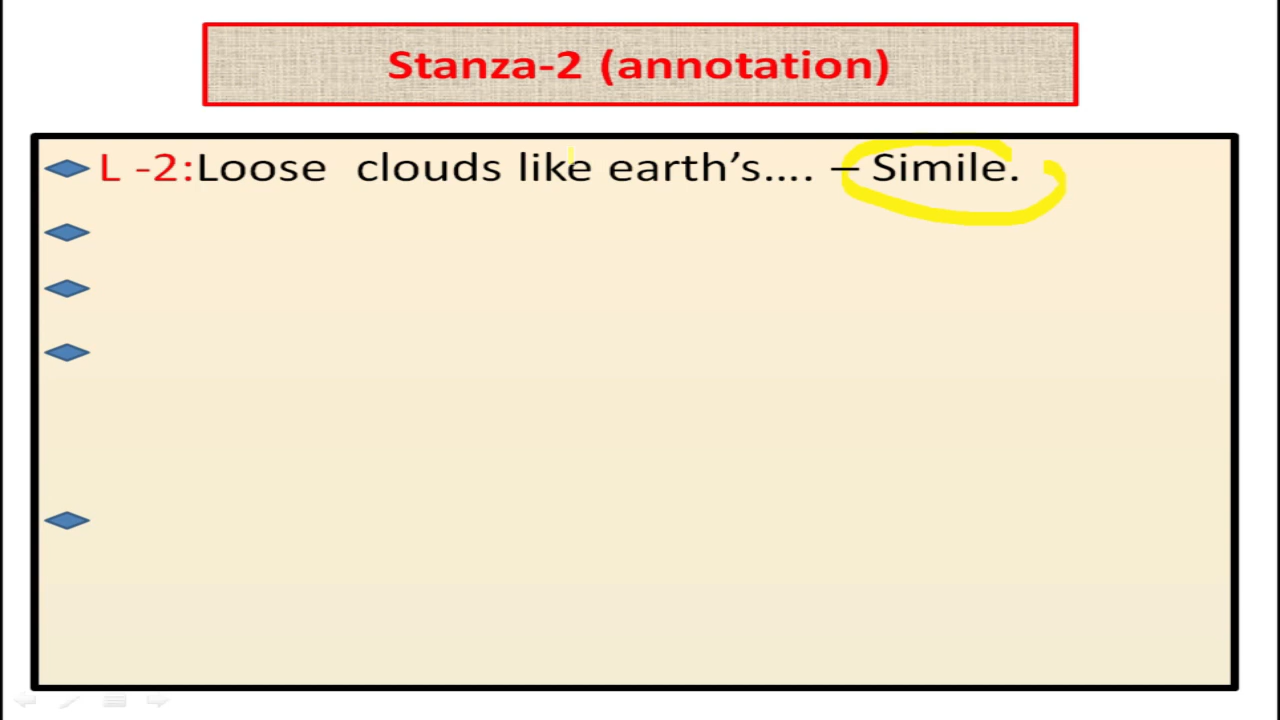 Stanza-2 (annotation)
L -2:Loose clouds like earth’s…. – Simile.